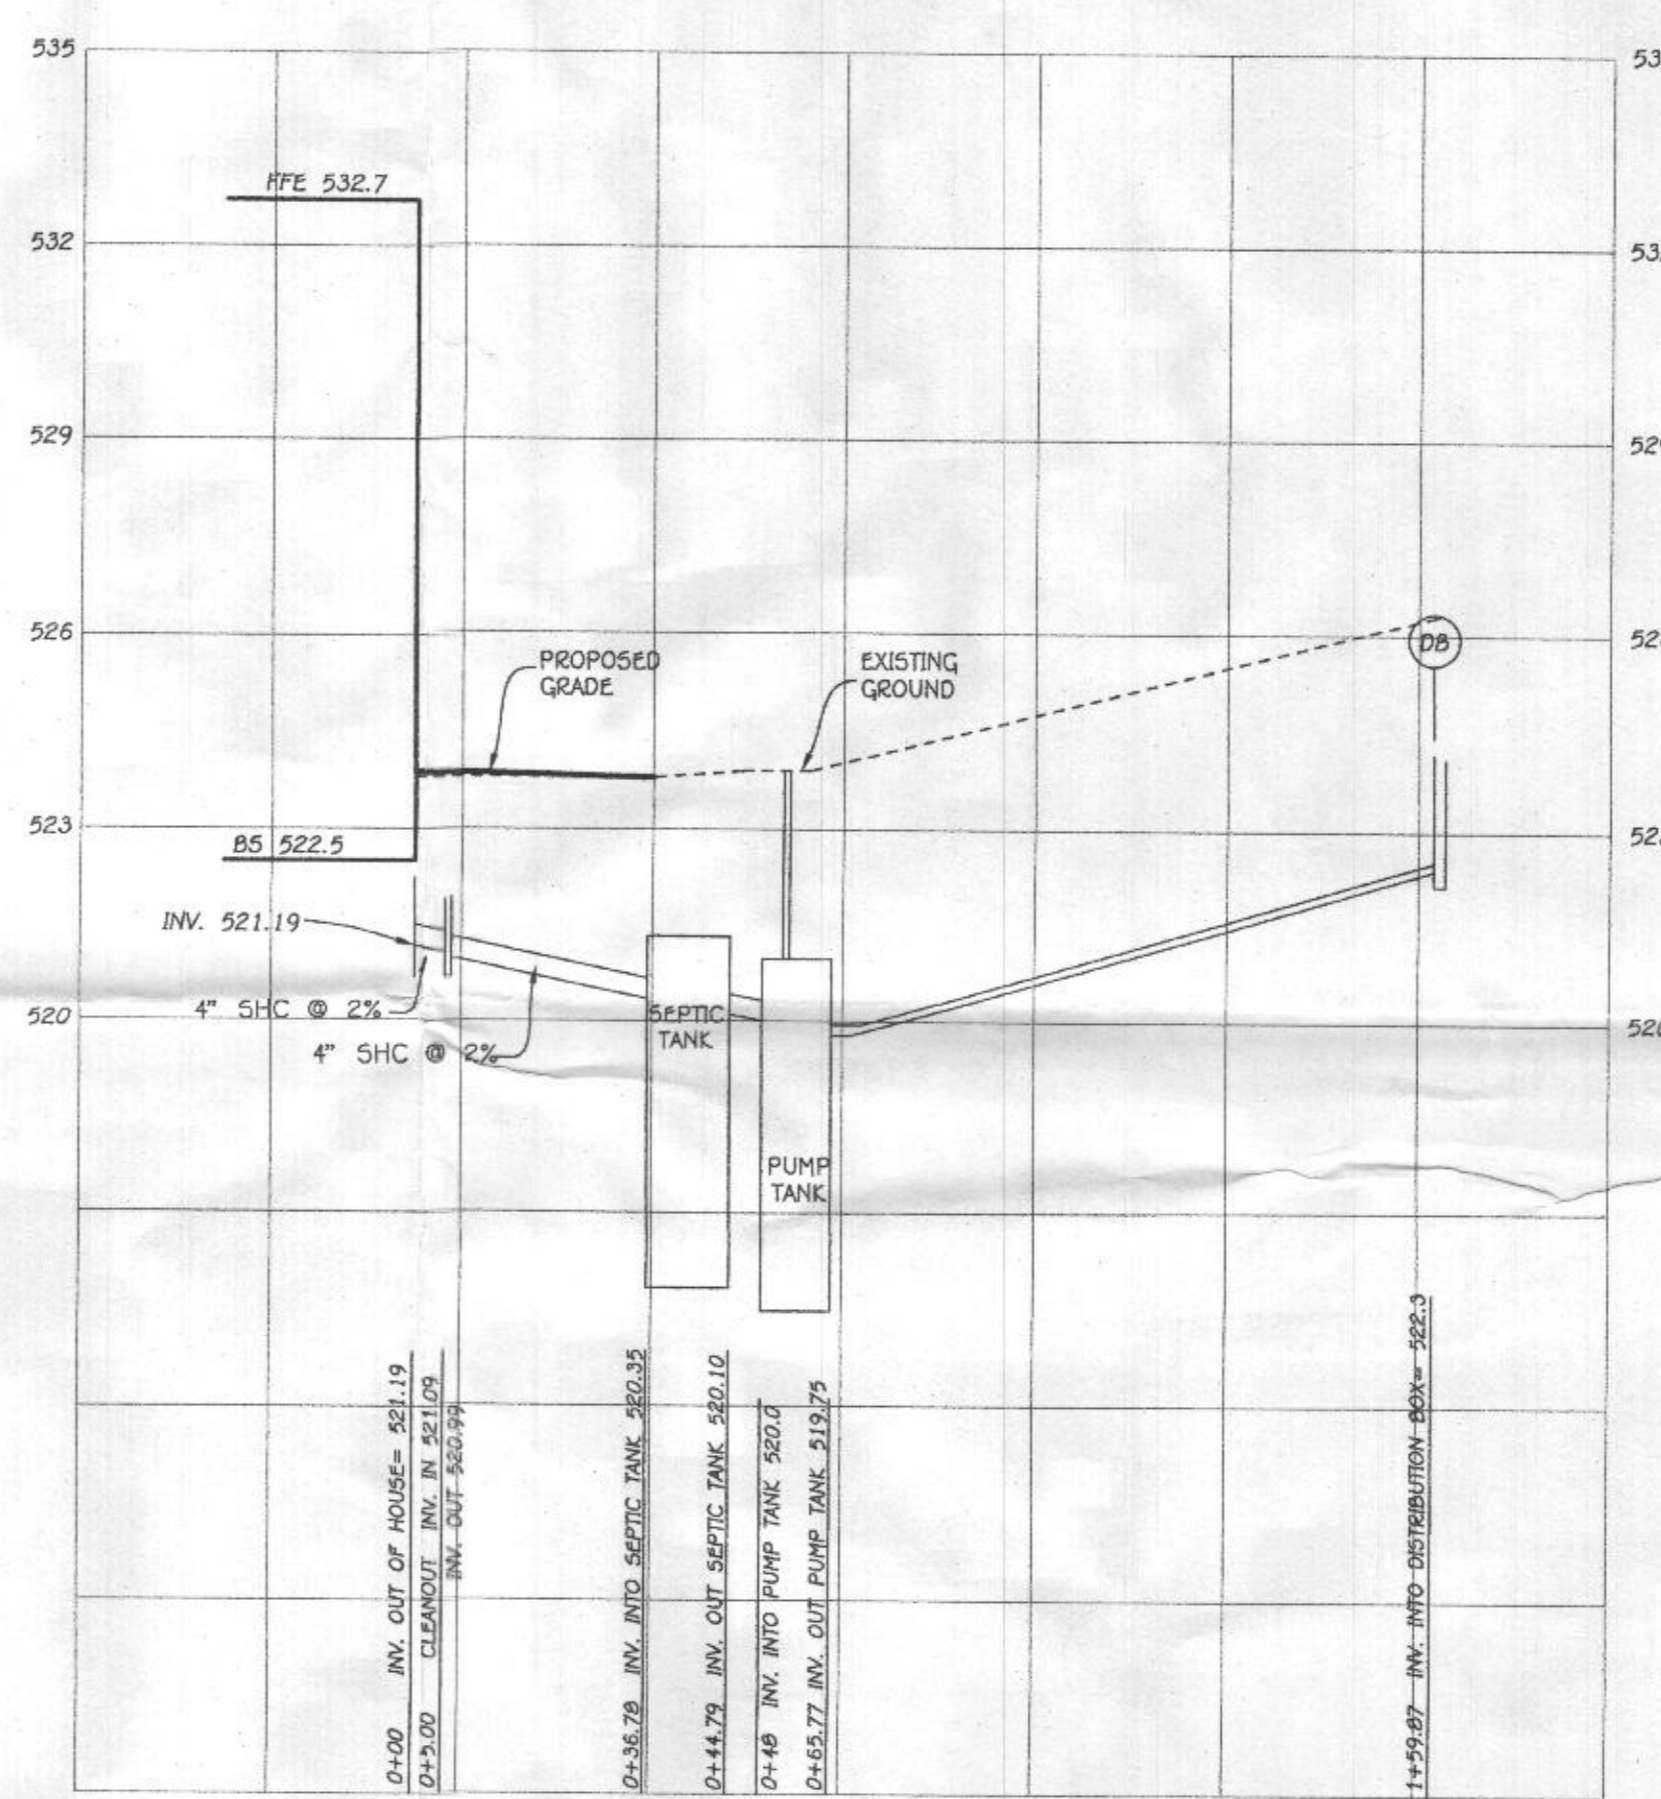 535
FFE 532.7
532
529
526
DB
PROPOSED
GRADE
EXISTING
GROUND
523
BS 522.5
INV. 521.19
4" SHC @ 2%
520
520
4" SHC @ 2%
SEPTIC
TANK
PUMP
TANK
0+00 INV. OUT OF HOUSE= 521.19
0+5.00 CLEANOUT INV. IN 521.09
INV. OUT 520.99
0+36.78 INV. INTO SEPTIC TANK 520.35
0+44.79 INV. OUT SEPTIC TANK 520.10
0+48 INV. INTO PUMP TANK 520.0
0+65.77 INV. OUT PUMP TANK 519.75
1+59.87 INV. INTO DISTRIBUTION BOX= 522.3